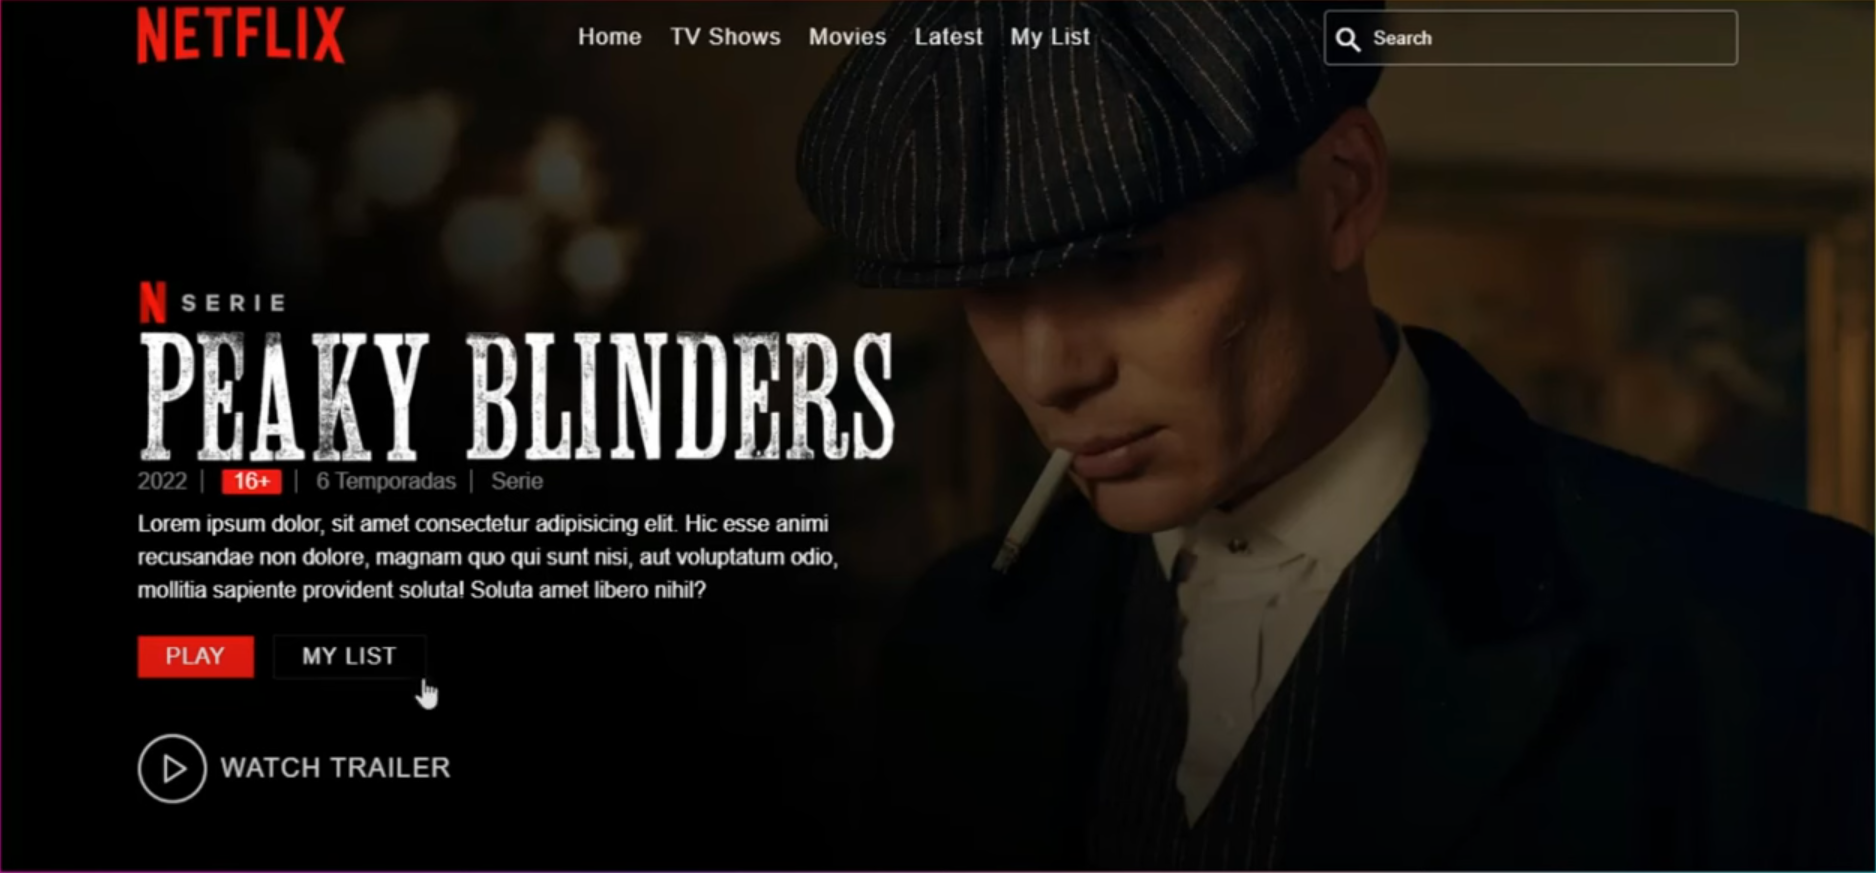 NETFLIX
Home TV Shows Movies Latest My List
Search
N SERIE
PEAKY BLINDERS
2022 | 16+ | 6 Temporadas | Serie
Lorem ipsum dolor, sit amet consectetur adipisicing elit. Hic esse animi
recusandae non dolore, magnam quo qui sunt nisi, aut voluptatum odio,
mollitia sapiente provident soluta! Soluta amet libero nihil?
PLAY MY LIST
WATCH TRAILER